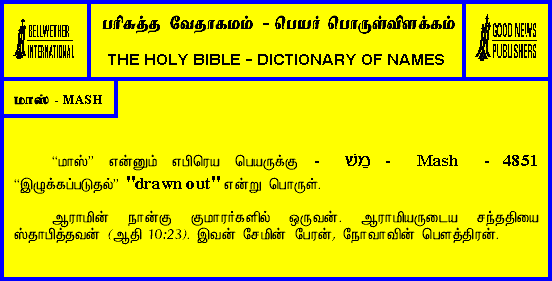 BELLWETHER
INTERNATIONAL
பரிசுத்த வேதாகமம் - பெயர் பொருள்விளக்கம்
THE HOLY BIBLE - DICTIONARY OF NAMES
GOOD NEWS
PUBLISHERS
மாஸ் - MASH
“மாஸ்” என்னும் எபிரெய பெயருக்கு - מַשׁ - Mash - 4851
“இழுக்கப்படுதல்” "drawn out" என்று பொருள்.
ஆராமின் நான்கு குமாரர்களில் ஒருவன். ஆராமியருடைய சந்ததியை
ஸ்தாபித்தவன் (ஆதி 10:23). இவன் சேமின் பேரன், நோவாவின் பௌத்திரன்.